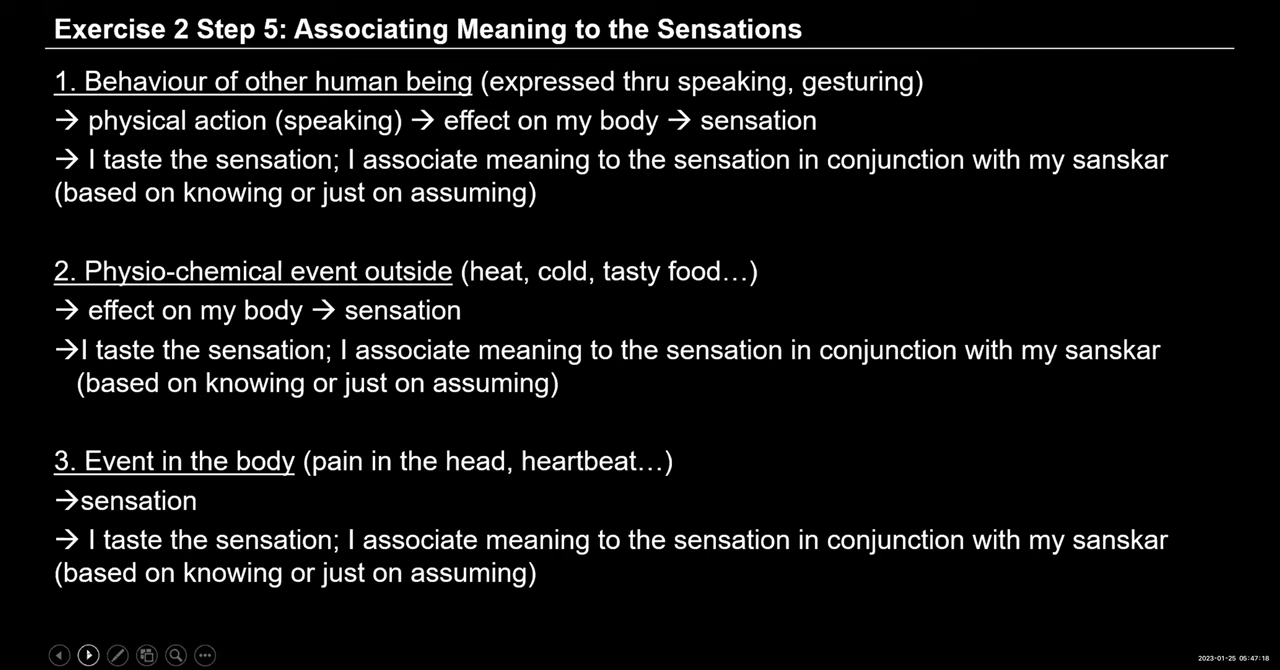 Exercise 2 Step 5: Associating Meaning to the Sensations
1. Behaviour of other human being (expressed thru speaking, gesturing)
→ physical action (speaking) → effect on my body → sensation
→ I taste the sensation; I associate meaning to the sensation in conjunction with my sanskar
(based on knowing or just on assuming)
2. Physio-chemical event outside (heat, cold, tasty food…)
→ effect on my body → sensation
→I taste the sensation; I associate meaning to the sensation in conjunction with my sanskar
(based on knowing or just on assuming)
3. Event in the body (pain in the head, heartbeat…)
→sensation
→ I taste the sensation; I associate meaning to the sensation in conjunction with my sanskar
(based on knowing or just on assuming)
2023-01-25 05:47:18